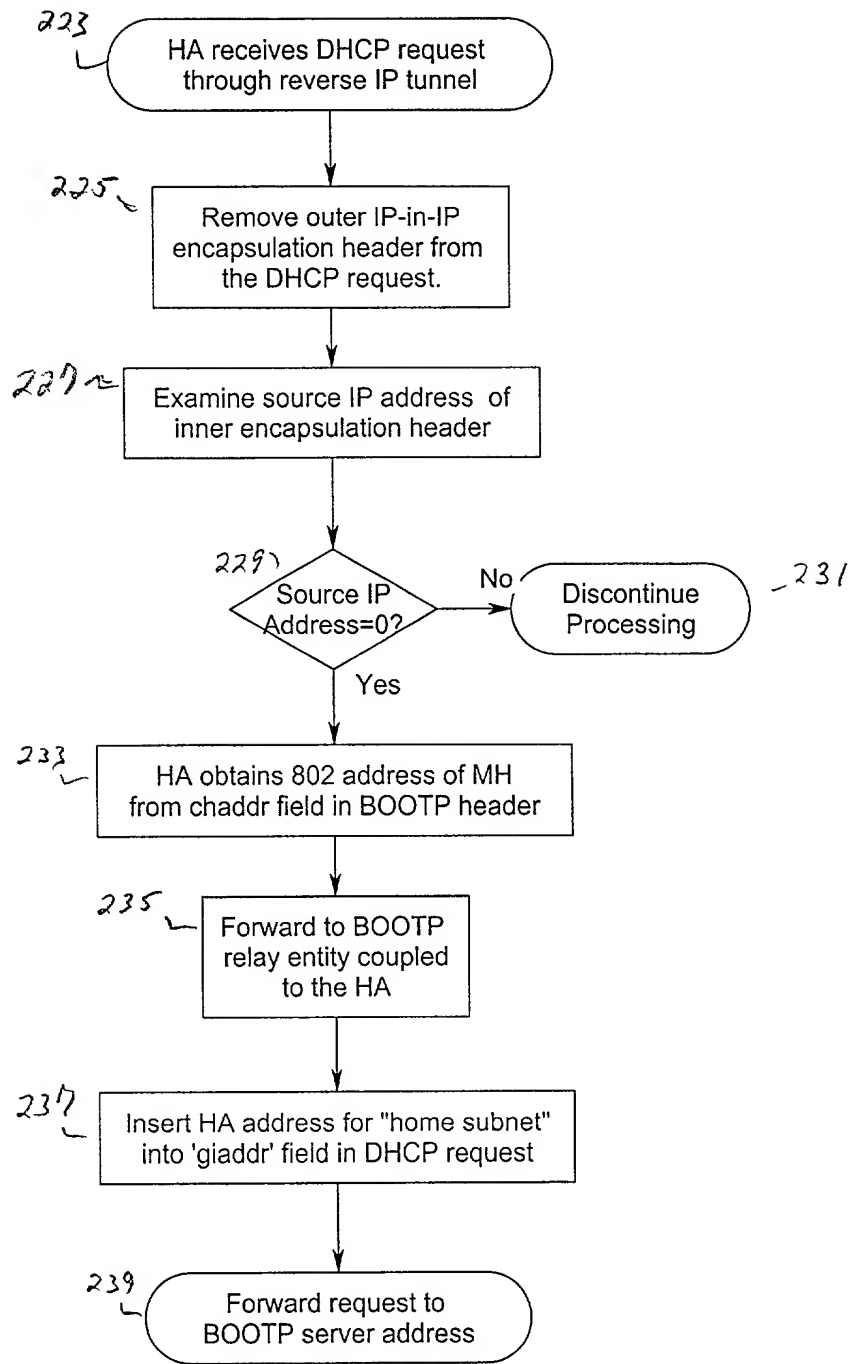 223
HA receives DHCP request
through reverse IP tunnel
225
Remove outer IP-in-IP
encapsulation header from
the DHCP request.
227
Examine source IP address of
inner encapsulation header
229
Source IP
Address=0?
No
Discontinue
Processing
231
Yes
233
HA obtains 802 address of MH
from chaddr field in BOOTP header
235
Forward to BOOTP
relay entity coupled
to the HA
237
Insert HA address for "home subnet"
into 'giaddr' field in DHCP request
239
Forward request to
BOOTP server address